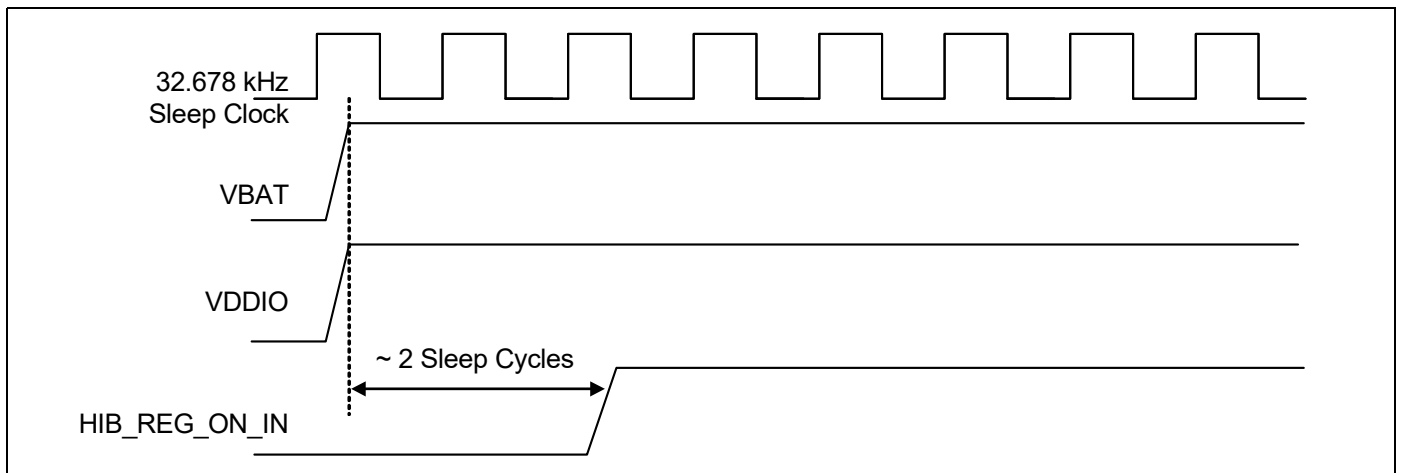 32.678 kHz
Sleep Clock
VBAT
VDDIO
~ 2 Sleep Cycles
HIB_REG_ON_IN